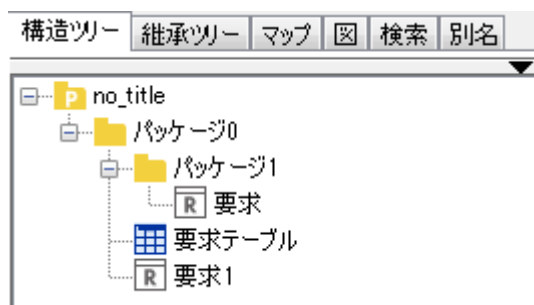 構造ツリー 継承ツリー マップ 図 検索 別名
P no_title
パッケージ0
パッケージ1
R 要求
要求テーブル
R 要求1